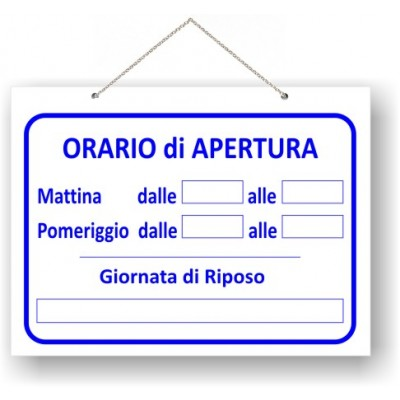 ORARIO di APERTURA
Mattina dalle alle
Pomeriggio dalle alle
Giornata di Riposo